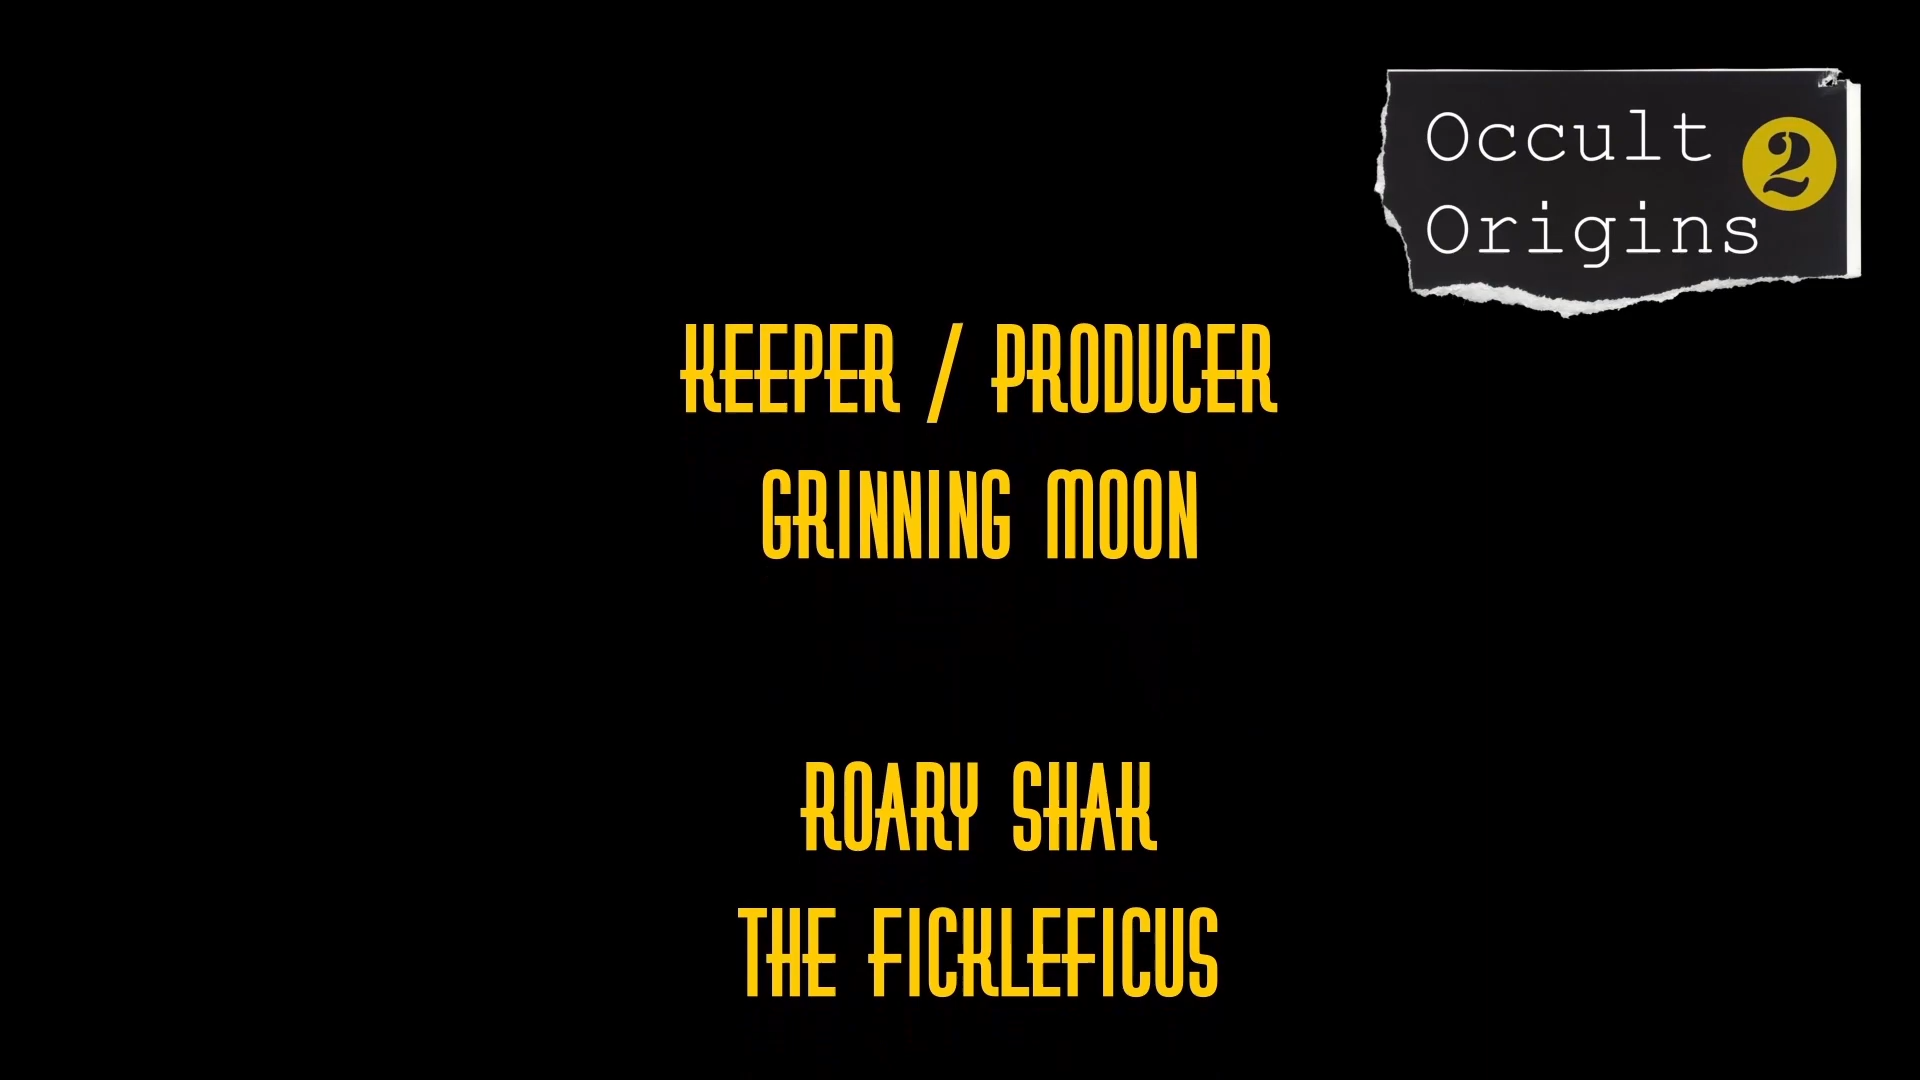 Occult 2
Origins
KEEPER / PRODUCER
GRINNING MOON
ROARY SHAK
THE FICKLEFICUS